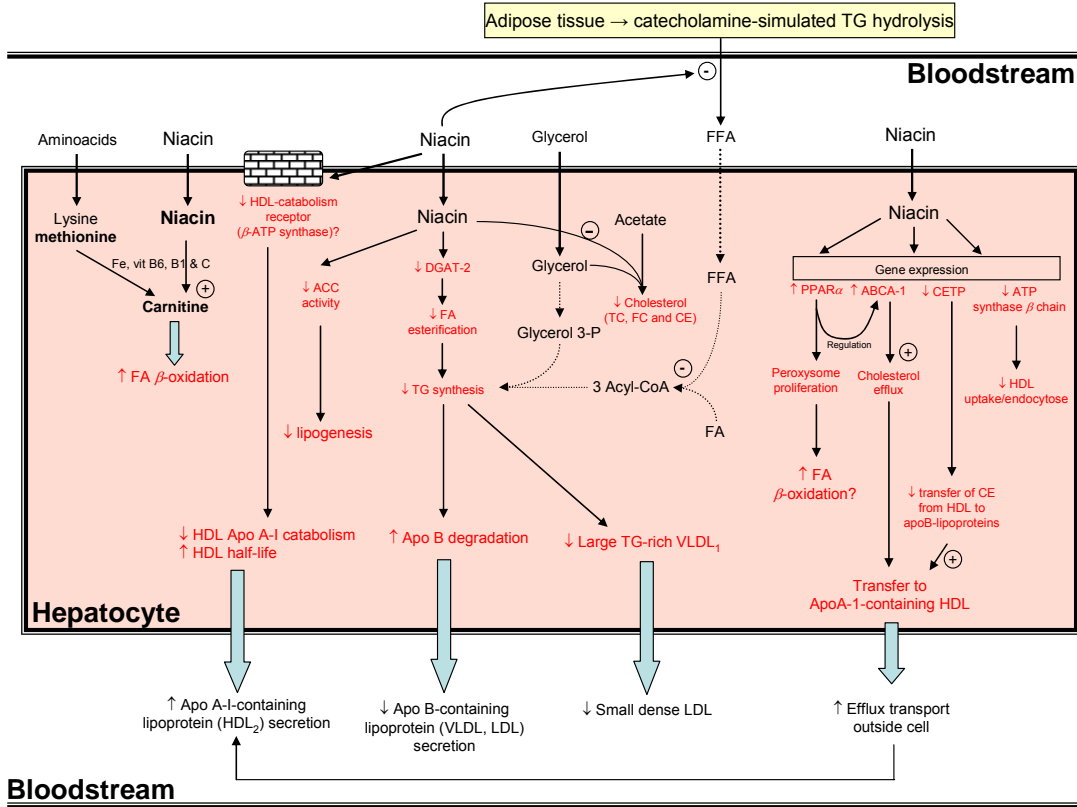 Adipose tissue → catecholamine-simulated TG hydrolysis
-
Bloodstream
Aminoacids
Niacin
Niacin
Glycerol
FFA
Niacin
Lysine
methionine
Niacin
Fe, vit B6, B1 & C
+
Carnitine
↑ FA β-oxidation
↓ HDL-catabolism
receptor
(β-ATP synthase)?
Niacin
↓ ACC
activity
↓ lipogenesis
↓ DGAT-2
↓ FA
esterification
↓ TG synthesis
-
Acetate
Glycerol
↓ Cholesterol
(TC, FC and CE)
Glycerol 3-P
FFA
-
3 Acyl-CoA
FA
Niacin
Gene expression
↑ PPARα
↑ ABCA-1
↓ CETP
↓ ATP
synthase β chain
Regulation
+
Peroxysome
proliferation
Cholesterol
efflux
↓ HDL
uptake/endocytose
↑ FA
β-oxidation?
↓ transfer of CE
from HDL to
apoB-lipoproteins
+
↓ HDL Apo A-I catabolism
↑ HDL half-life
↑ Apo B degradation
↓ Large TG-rich VLDL1
Transfer to
ApoA-1-containing HDL
Hepatocyte
↑ Apo A-I-containing
lipoprotein (HDL2) secretion
↓ Apo B-containing
lipoprotein (VLDL, LDL)
secretion
↓ Small dense LDL
↑ Efflux transport
outside cell
Bloodstream